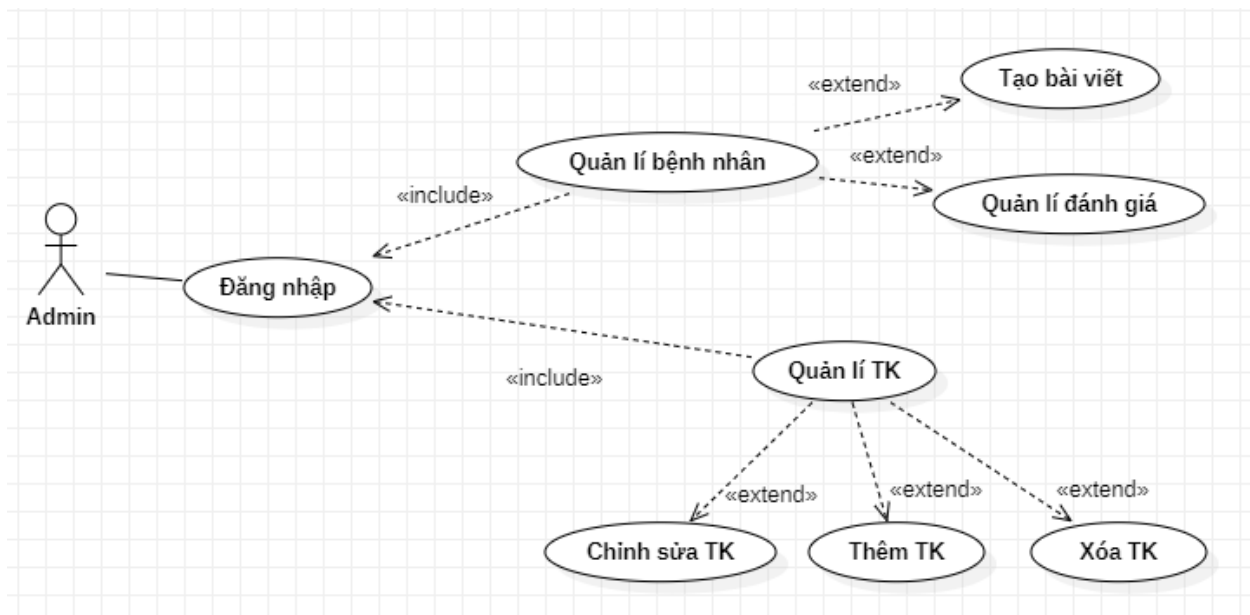 «extend»
Tạo bài viết
Quản lí bệnh nhân
«extend»
«include»
Quản lí đánh giá
Đăng nhập
Admin
Quản lí TK
«include»
«extend»
«extend»
«extend»
Chỉnh sửa TK
Thêm TK
Xóa TK